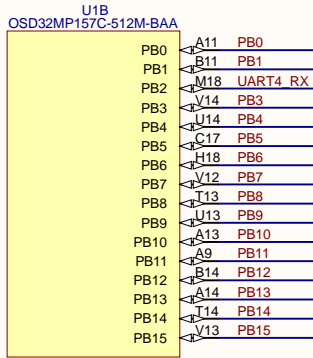 U1B
OSD32MP157C-512M-BAA
PB0 A11 PB0
PB1 B11 PB1
PB2 M18 UART4_RX
PB3 V14 PB3
PB4 U14 PB4
PB5 C17 PB5
PB6 H18 PB6
PB7 V12 PB7
PB8 T13 PB8
PB9 U13 PB9
PB10 A13 PB10
PB11 A9 PB11
PB12 B14 PB12
PB13 A14 PB13
PB14 T14 PB14
PB15 V13 PB15